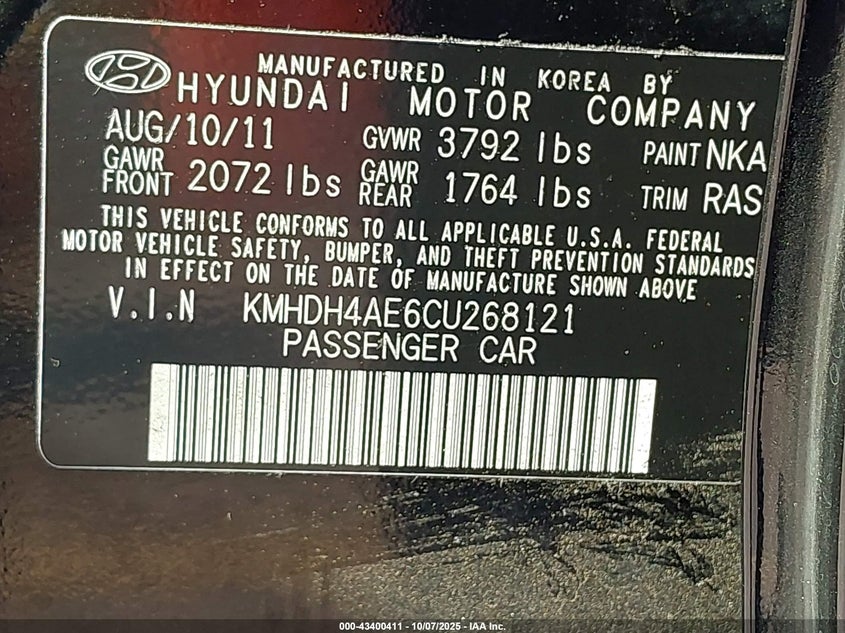 MANUFACTURED IN KOREA BY
HYUNDAI MOTOR COMPANY
AUG/10/11 GVWR 3792 lbs PAINT NKA
GAWR FRONT 2072 lbs GAWR REAR 1764 lbs TRIM RAS
THIS VEHICLE CONFORMS TO ALL APPLICABLE U.S.A. FEDERAL
MOTOR VEHICLE SAFETY, BUMPER, AND THEFT PREVENTION STANDARDS
IN EFFECT ON THE DATE OF MANUFACTURE SHOWN ABOVE
V.I.N KMHDH4AE6CU268121
PASSENGER CAR
000-43400411 - 10/07/2025 - IAA Inc.